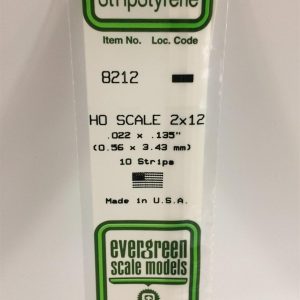 Stripstyrene
Item No. Loc. Code
8212
HO SCALE 2x12
.022 x .135"
(0.56 x 3.43 mm)
10 Strips
Made in U.S.A.
evergreen
scale models